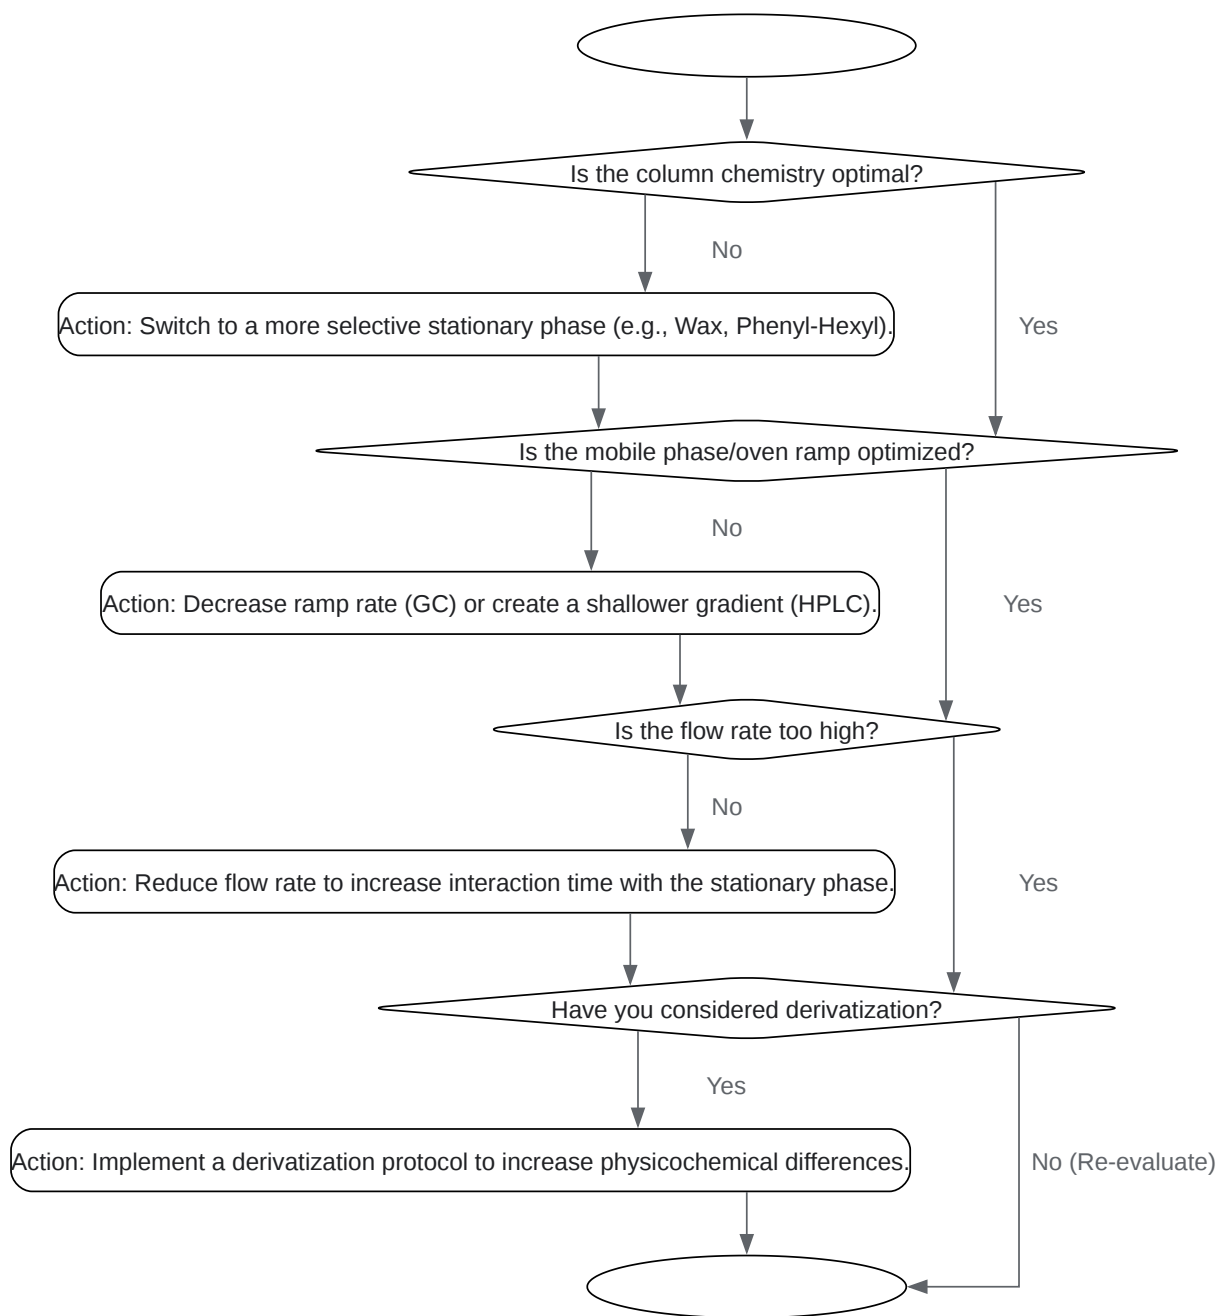 Is the column chemistry optimal?
No
Action: Switch to a more selective stationary phase (e.g., Wax, Phenyl-Hexyl).
Yes
Is the mobile phase/oven ramp optimized?
No
Action: Decrease ramp rate (GC) or create a shallower gradient (HPLC).
Yes
Is the flow rate too high?
No
Action: Reduce flow rate to increase interaction time with the stationary phase.
Yes
Have you considered derivatization?
Yes
Action: Implement a derivatization protocol to increase physicochemical differences.
No (Re-evaluate)